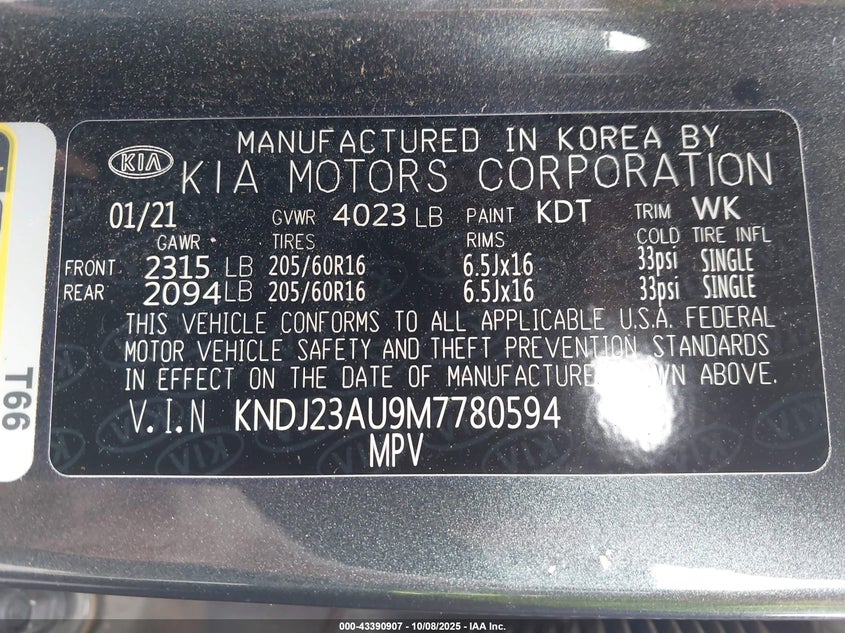 MANUFACTURED IN KOREA BY
KIA KIA MOTORS CORPORATION
01/21 GVWR 4023 LB PAINT KDT TRIM WK
GAWR TIRES RIMS COLD TIRE INFL
FRONT 2315 LB 205/60R16 6.5Jx16 33psi SINGLE
REAR 2094 LB 205/60R16 6.5Jx16 33psi SINGLE
THIS VEHICLE CONFORMS TO ALL APPLICABLE U.S.A. FEDERAL
MOTOR VEHICLE SAFETY AND THEFT PREVENTION STANDARDS
IN EFFECT ON THE DATE OF MANUFACTURE ABOVE.
V.I.N KNDJ23AU9M7780594
MPV
T66
000-43390907 - 10/08/2025 - IAA Inc.